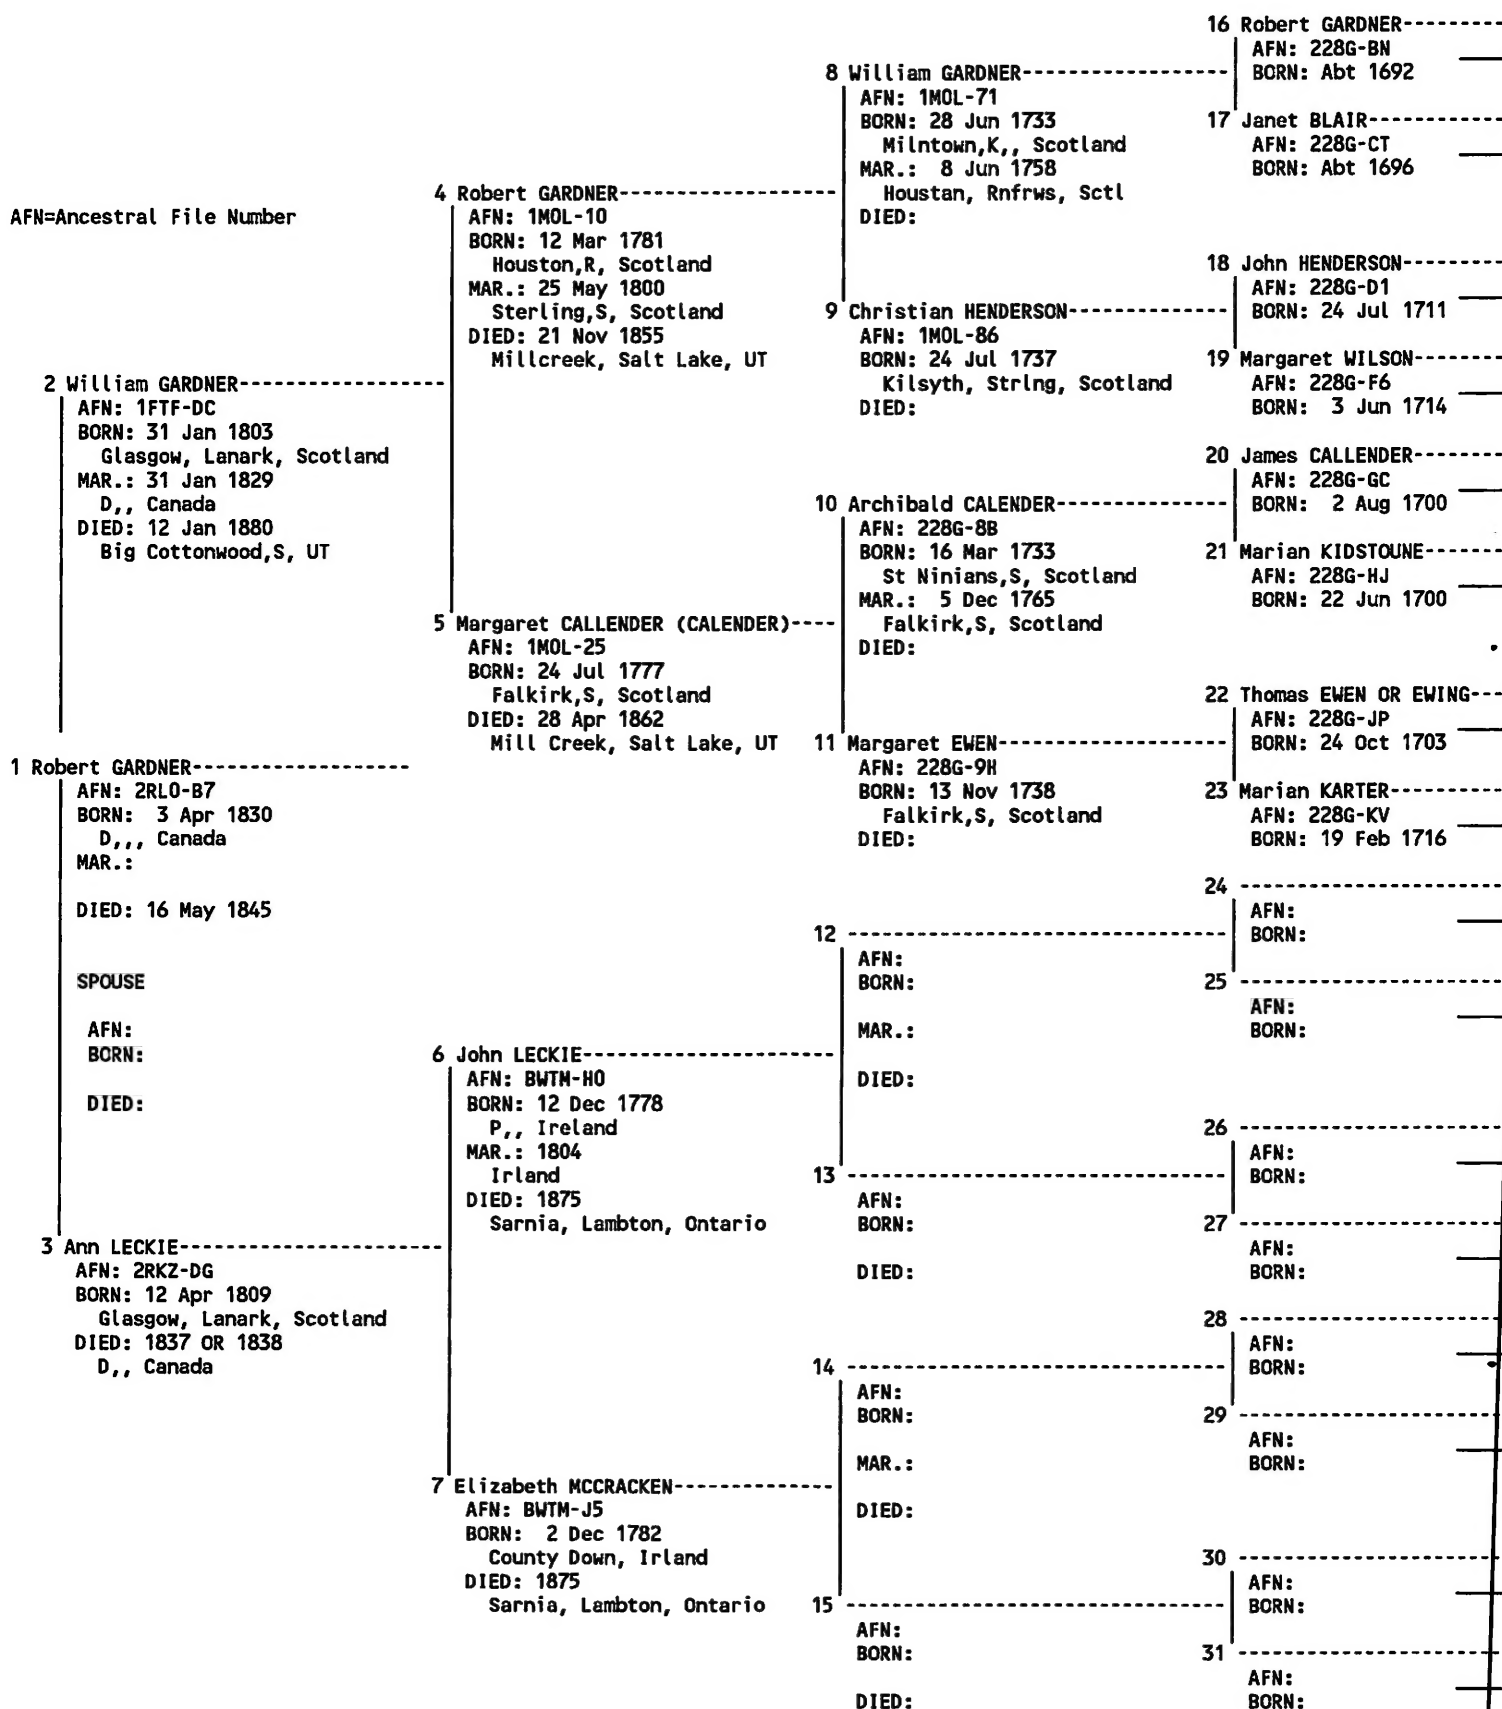 AFN=Ancestral File Number
1 Robert GARDNER-------------------
AFN: 2RLO-B7
BORN:  3 Apr 1830
D,,, Canada
MAR.:
DIED: 16 May 1845
SPOUSE
AFN:
BORN:
DIED:
2 William GARDNER------------------
AFN: 1FTF-DC
BORN: 31 Jan 1803
Glasgow, Lanark, Scotland
MAR.: 31 Jan 1829
D,, Canada
DIED: 12 Jan 1880
Big Cottonwood,S, UT
3 Ann LECKIE-----------------------
AFN: 2RKZ-DG
BORN: 12 Apr 1809
Glasgow, Lanark, Scotland
DIED: 1837 OR 1838
D,, Canada
4 Robert GARDNER-------------------
AFN: 1MOL-10
BORN: 12 Mar 1781
Houston,R, Scotland
MAR.: 25 May 1800
Sterling,S, Scotland
DIED: 21 Nov 1855
Millcreek, Salt Lake, UT
5 Margaret CALLENDER (CALENDER)----
AFN: 1MOL-25
BORN: 24 Jul 1777
Falkirk,S, Scotland
DIED: 28 Apr 1862
Mill Creek, Salt Lake, UT
6 John LECKIE----------------------
AFN: BWTM-H0
BORN: 12 Dec 1778
P,, Ireland
MAR.: 1804
Irland
DIED: 1875
Sarnia, Lambton, Ontario
7 Elizabeth MCCRACKEN--------------
AFN: BWTM-J5
BORN:  2 Dec 1782
County Down, Irland
DIED: 1875
Sarnia, Lambton, Ontario
8 William GARDNER------------------
AFN: 1MOL-71
BORN: 28 Jun 1733
Milntown,K,, Scotland
MAR.:  8 Jun 1758
Houstan, Rnfrws, Sctl
DIED:
9 Christian HENDERSON--------------
AFN: 1MOL-86
BORN: 24 Jul 1737
Kilsyth, Strlng, Scotland
DIED:
10 Archibald CALENDER---------------
AFN: 228G-8B
BORN: 16 Mar 1733
St Ninians,S, Scotland
MAR.:  5 Dec 1765
Falkirk,S, Scotland
DIED:
11 Margaret EWEN--------------------
AFN: 228G-9H
BORN: 13 Nov 1738
Falkirk,S, Scotland
DIED:
12 ---------------------------------
AFN:
BORN:
MAR.:
DIED:
13 ---------------------------------
AFN:
BORN:
DIED:
14 ---------------------------------
AFN:
BORN:
MAR.:
DIED:
15 ---------------------------------
AFN:
BORN:
DIED:
16 Robert GARDNER---------
AFN: 228G-BN
BORN: Abt 1692
17 Janet BLAIR------------
AFN: 228G-CT
BORN: Abt 1696
18 John HENDERSON---------
AFN: 228G-D1
BORN: 24 Jul 1711
19 Margaret WILSON--------
AFN: 228G-F6
BORN:  3 Jun 1714
20 James CALLENDER--------
AFN: 228G-GC
BORN:  2 Aug 1700
21 Marian KIDSTOUNE-------
AFN: 228G-HJ
BORN: 22 Jun 1700
22 Thomas EWEN OR EWING---
AFN: 228G-JP
BORN: 24 Oct 1703
23 Marian KARTER----------
AFN: 228G-KV
BORN: 19 Feb 1716
24 -----------------------
AFN:
BORN:
25 -----------------------
AFN:
BORN:
26 -----------------------
AFN:
BORN:
27 -----------------------
AFN:
BORN:
28 -----------------------
AFN:
BORN:
29 -----------------------
AFN:
BORN:
30 -----------------------
AFN:
BORN:
31 -----------------------
AFN:
BORN: